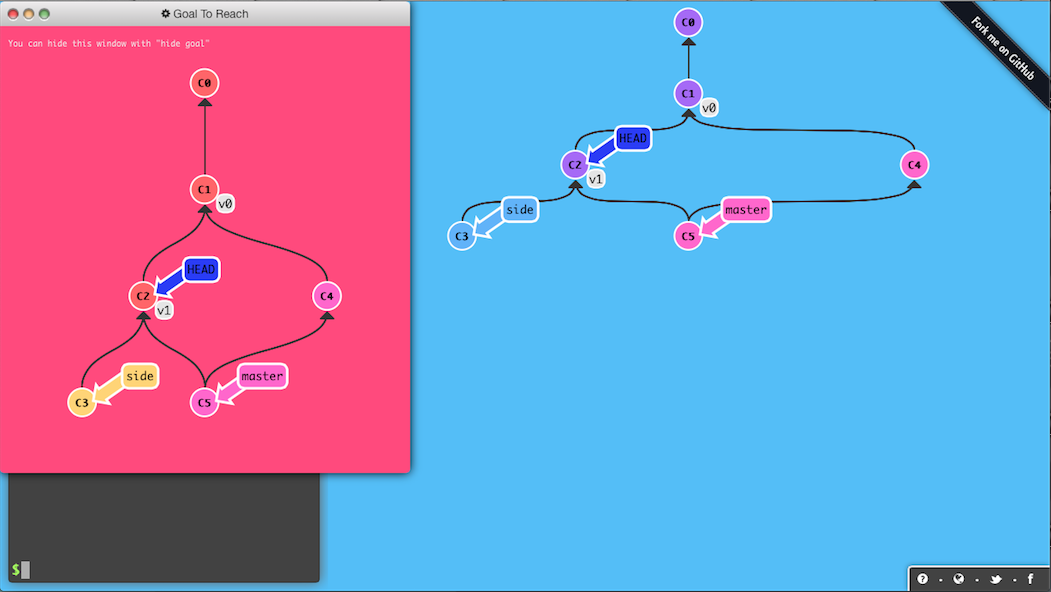 Goal To Reach
You can hide this window with "hide goal"
C0
C1
v0
HEAD
C2
v1
C4
side
master
C3
C5
$
C0
C1
v0
HEAD
C2
v1
C4
side
master
C3
C5
Fork me on GitHub